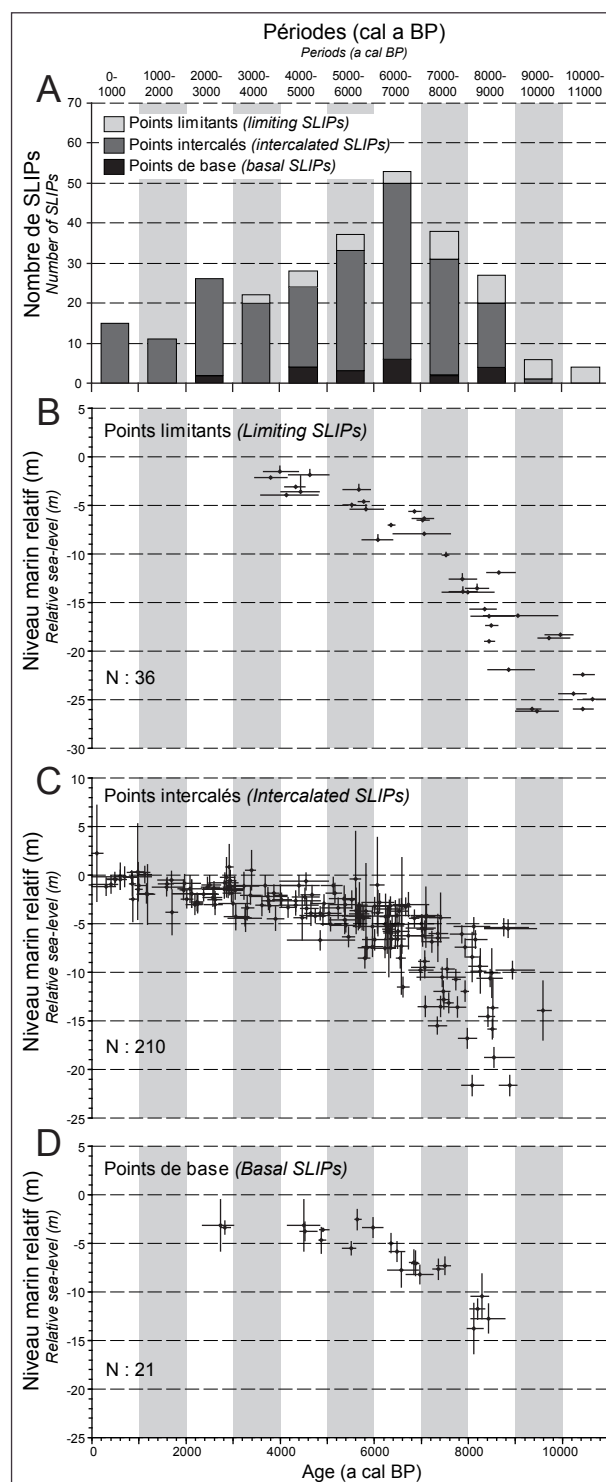 Périodes (cal a BP)
Periods (a cal BP)
0-1000
1000-2000
2000-3000
3000-4000
4000-5000
5000-6000
6000-7000
7000-8000
8000-9000
9000-10000
10000-11000
A
70
60
50
40
30
20
10
0
Nombre de SLIPs
Number of SLIPs
Points limitants (limiting SLIPs)
Points intercalés (intercalated SLIPs)
Points de base (basal SLIPs)
B
5
0
-5
-10
-15
-20
-25
-30
Niveau marin relatif (m)
Relative sea-level (m)
Points limitants (Limiting SLIPs)
N : 36
C
10
5
0
-5
-10
-15
-20
-25
Niveau marin relatif (m)
Relative sea-level (m)
Points intercalés (Intercalated SLIPs)
N : 210
D
5
0
-5
-10
-15
-20
-25
Niveau marin relatif (m)
Relative sea-level (m)
Points de base (Basal SLIPs)
N : 21
0 2000 4000 6000 8000 10000
Age (a cal BP)